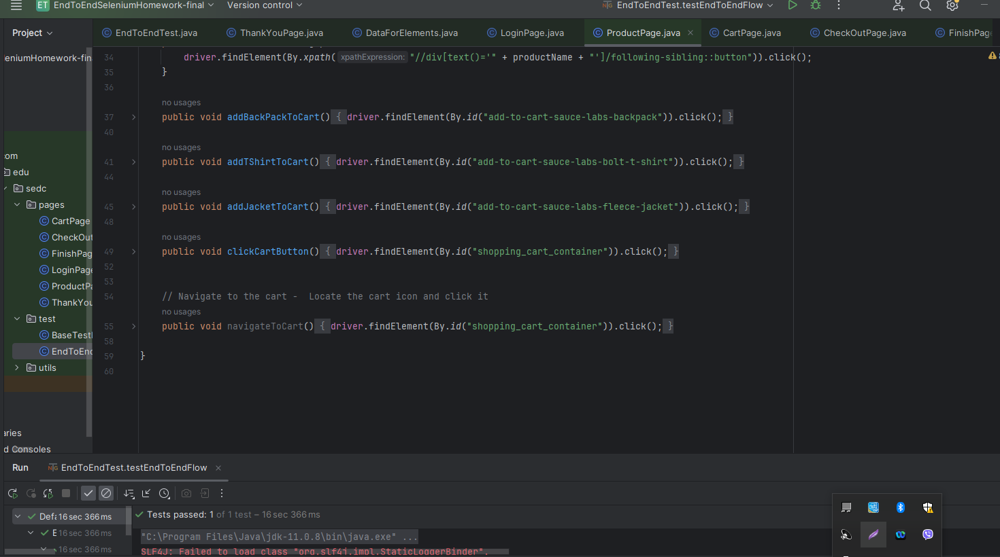 ET EndToEndSeleniumHomework-final Version control EndToEndTest.testEndToEndFlow
Project EndToEndTest.java ThankYouPage.java DataForElements.java LoginPage.java ProductPage.java CartPage.java CheckOutPage.java FinishPag
eleniumHomework-fin
com
edu
sedc
pages
CartPage
CheckOut
FinishPag
LoginPage
ProductPa
ThankYou
test
BaseTest
EndToEnd
utils
aries
d Consoles
34 driver.findElement(By.xpath( xpathExpression: "//div[text()='" + productName + "']/following-sibling::button")).click();
35 }
36
no usages
37 public void addBackPackToCart() { driver.findElement(By.id("add-to-cart-sauce-labs-backpack")).click(); }
40
no usages
41 public void addTShirtToCart() { driver.findElement(By.id("add-to-cart-sauce-labs-bolt-t-shirt")).click(); }
44
no usages
45 public void addJacketToCart() { driver.findElement(By.id("add-to-cart-sauce-labs-fleece-jacket")).click(); }
48
no usages
49 public void clickCartButton() { driver.findElement(By.id("shopping_cart_container")).click(); }
52
53
54 // Navigate to the cart -  Locate the cart icon and click it
no usages
55 public void navigateToCart() { driver.findElement(By.id("shopping_cart_container")).click(); }
58
59 }
60
Run EndToEndTest.testEndToEndFlow
Defa 16 sec 366 ms
E 16 sec 366 ms
16 sec 366 ms
Tests passed: 1 of 1 test – 16 sec 366 ms
"C:\Program Files\Java\jdk-11.0.8\bin\java.exe" ...
SLF4J: Failed to load class "org.slf4j.impl.StaticLoggerBinder".